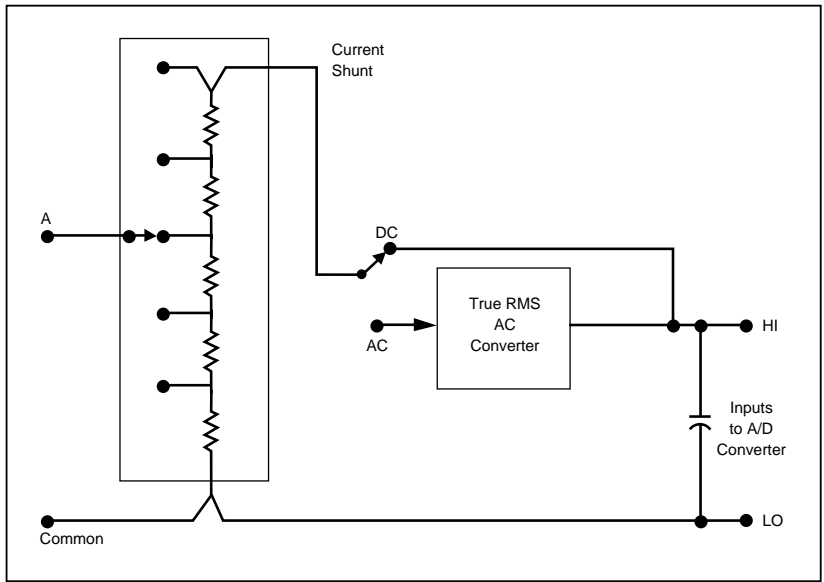 Current
Shunt
A
DC
True RMS
AC
Converter
HI
AC
Inputs
to A/D
Converter
LO
Common